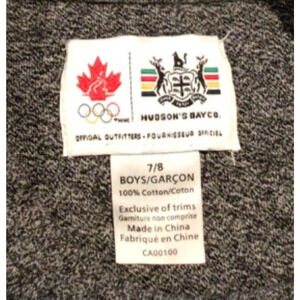 HUDSON'S BAY CO.
OFFICIAL OUTFITTERS · FOURNISSEUR OFFICIEL
7/8
BOYS/GARÇON
100% Cotton/Coton
Exclusive of trims
Garniture non comprise
Made in China
Fabriqué en Chine
CA00100